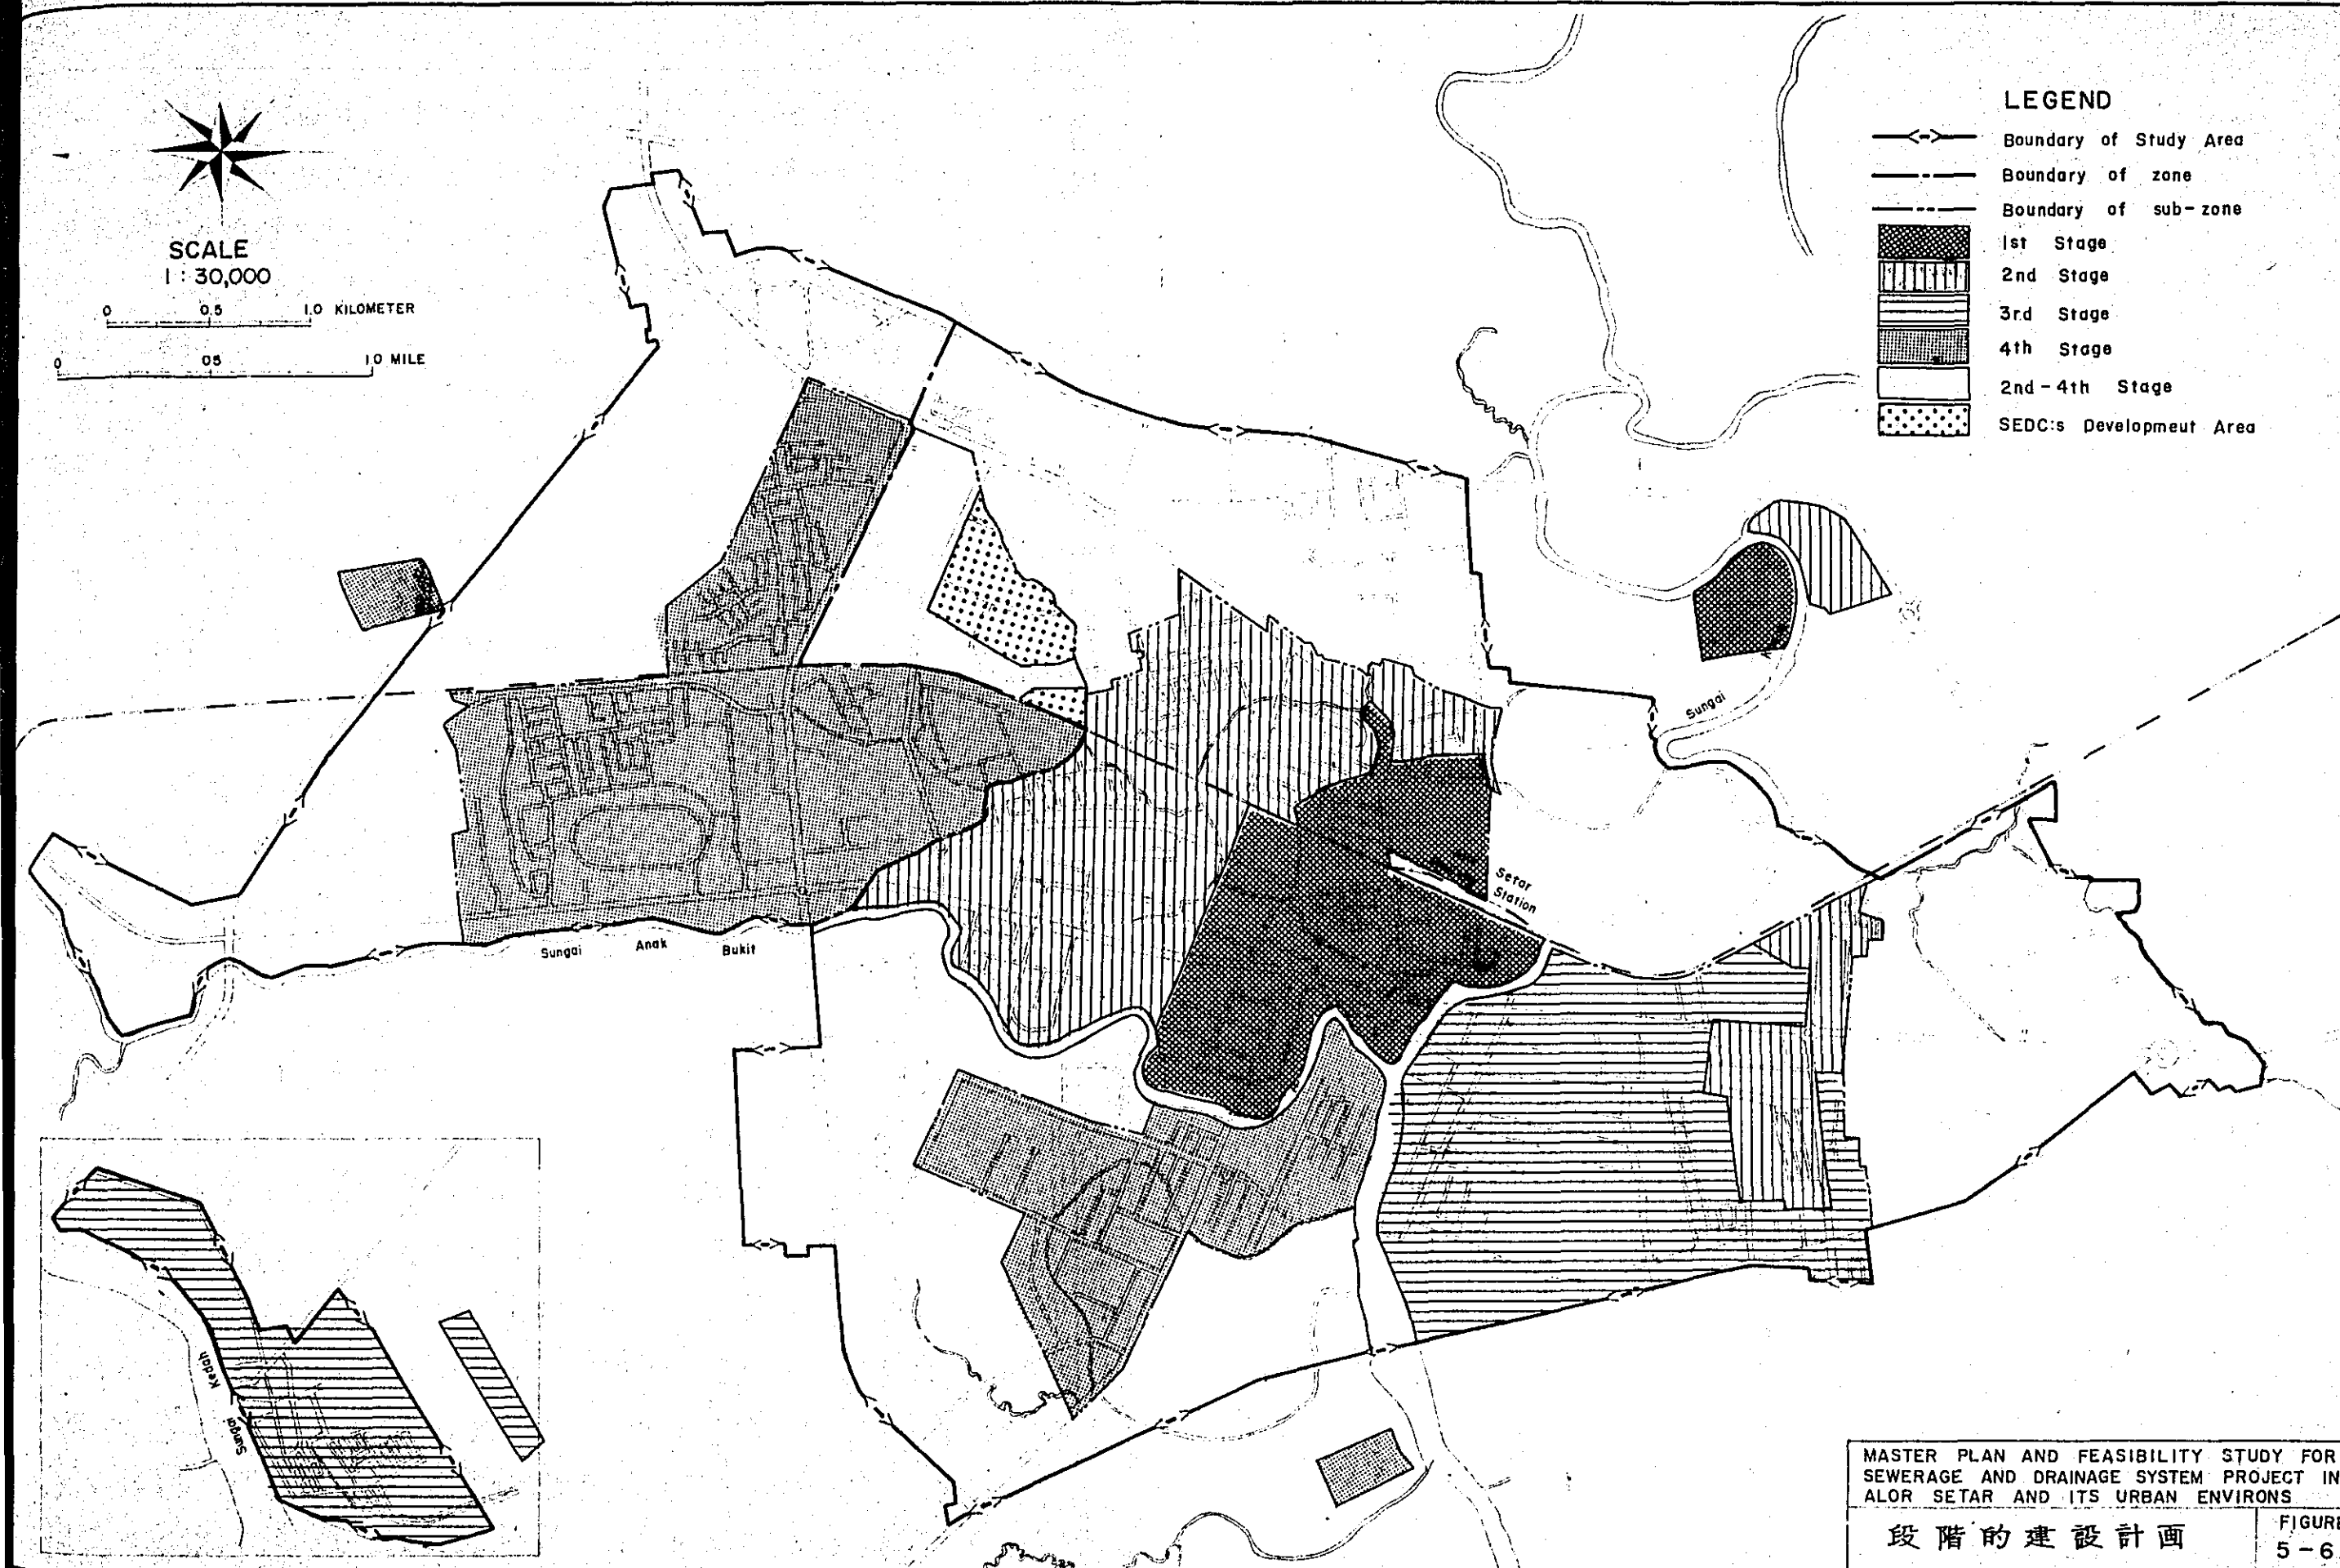 SCALE
1 : 30,000
0 0.5 1.0 KILOMETER
0 05 1.0 MILE
LEGEND
Boundary of Study Area
Boundary of zone
Boundary of sub-zone
1st Stage
2nd Stage
3rd Stage
4th Stage
2nd-4th Stage
SEDC:s Developmeut Area
Sungai
Setar
Station
Sungai Anak Bukit
Sungai Kedah
MASTER PLAN AND FEASIBILITY STUDY FOR
SEWERAGE AND DRAINAGE SYSTEM PROJECT IN
ALOR SETAR AND ITS URBAN ENVIRONS
段階的建設計画
FIGURE
5-6